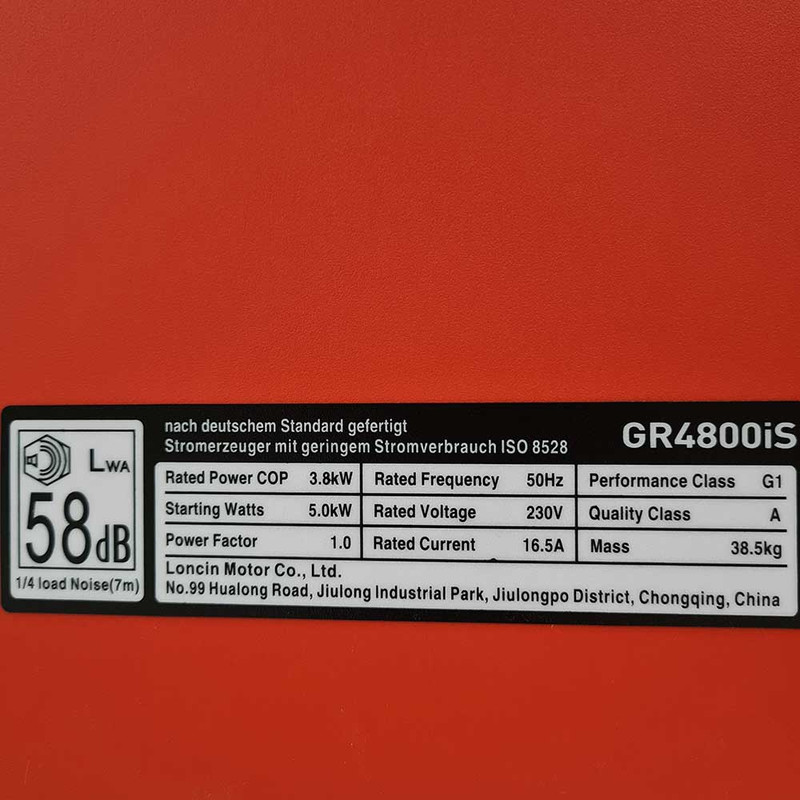 nach deutschem Standard gefertigt
Stromerzeuger mit geringem Stromverbrauch ISO 8528
GR4800iS
LWA
58dB
1/4 load Noise(7m)
Rated Power COP 3.8kW Rated Frequency 50Hz Performance Class G1
Starting Watts 5.0kW Rated Voltage 230V Quality Class A
Power Factor 1.0 Rated Current 16.5A Mass 38.5kg
Loncin Motor Co., Ltd.
No.99 Hualong Road, Jiulong Industrial Park, Jiulongpo District, Chongqing, China